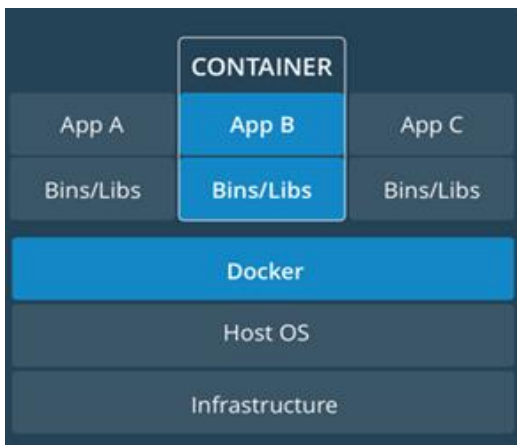 CONTAINER
App A App B App C
Bins/Libs Bins/Libs Bins/Libs
Docker
Host OS
Infrastructure